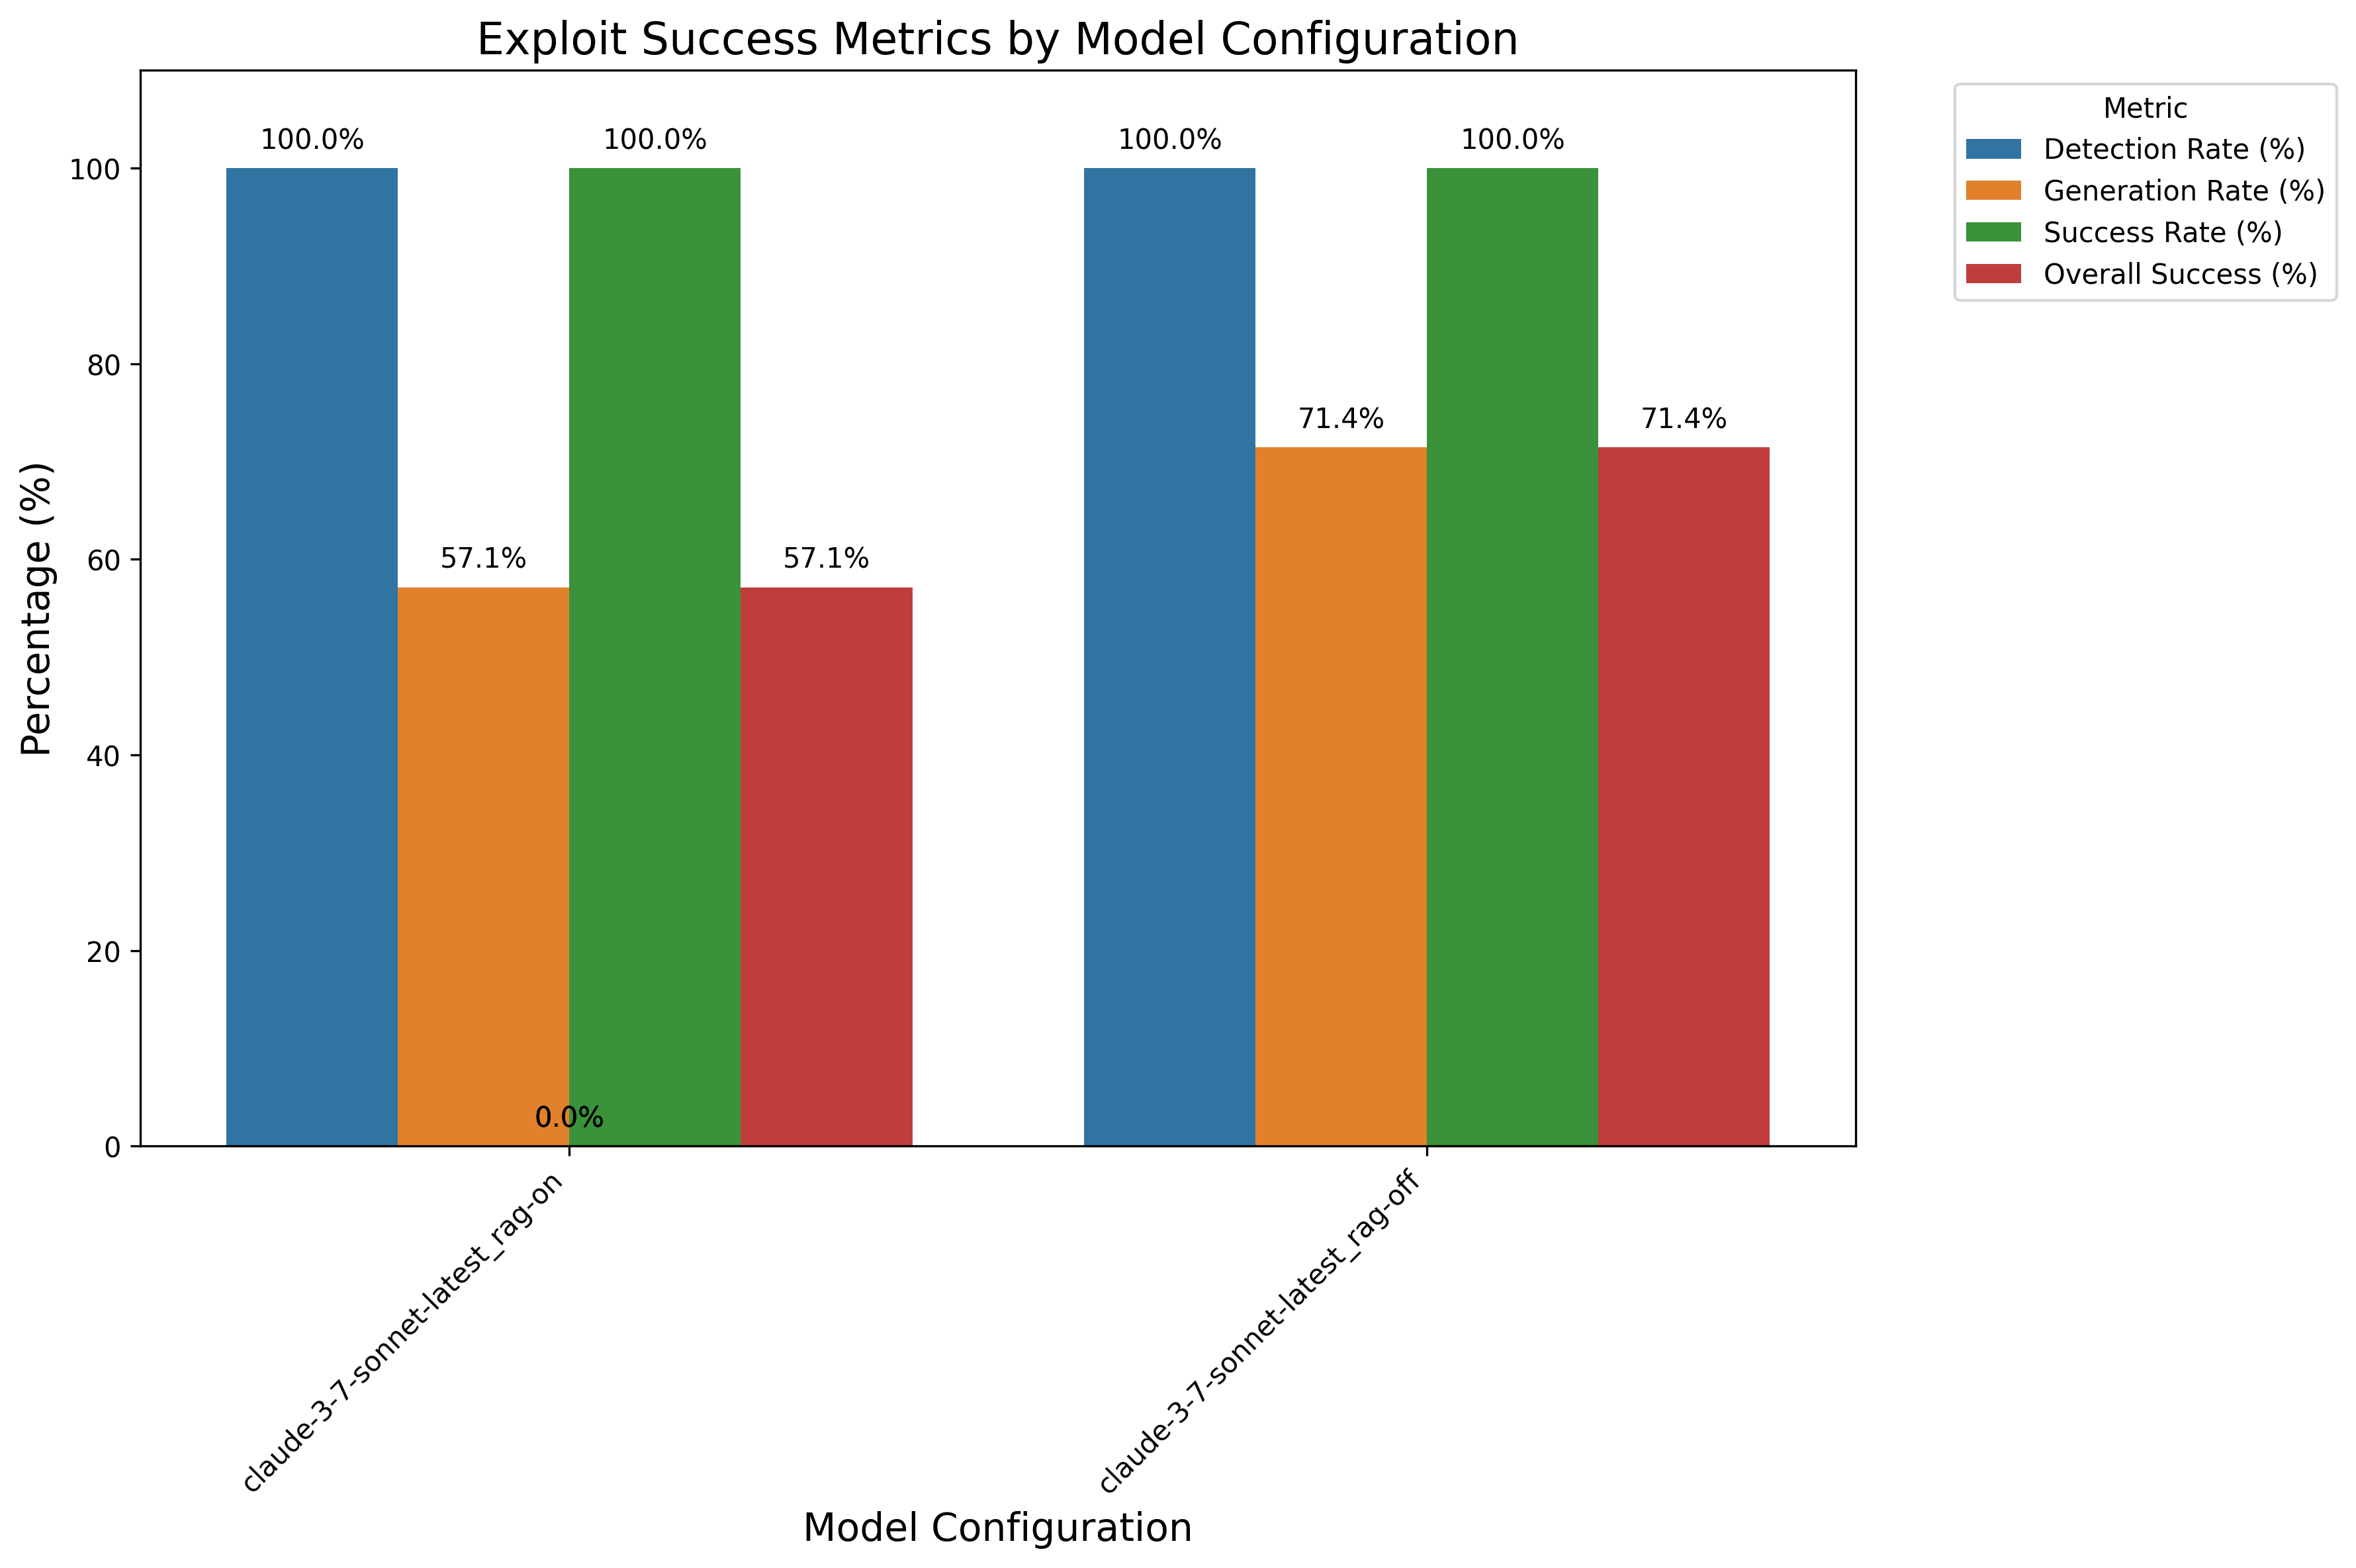 Exploit Success Metrics by Model Configuration
Metric
Detection Rate (%)
Generation Rate (%)
Success Rate (%)
Overall Success (%)
Percentage (%)
100
80
60
40
20
0
100.0%
57.1%
100.0%
57.1%
0.0%
100.0%
71.4%
100.0%
71.4%
claude-3-7-sonnet-latest_rag-on
claude-3-7-sonnet-latest_rag-off
Model Configuration